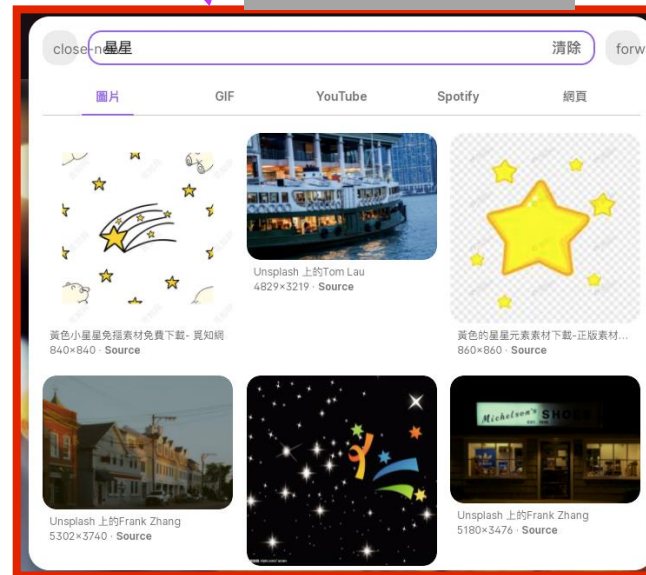 close-n
星星
清除
forw
圖片
GIF
YouTube
Spotify
網頁
Unsplash 上的Tom Lau
4829×3219 · Source
黃色小星星免摳素材免費下載- 覓知網
840×840 · Source
黃色的星星元素素材下載-正版素材...
860×860 · Source
Michelson's SHOES
Unsplash 上的Frank Zhang
5302×3740 · Source
Unsplash 上的Frank Zhang
5180×3476 · Source